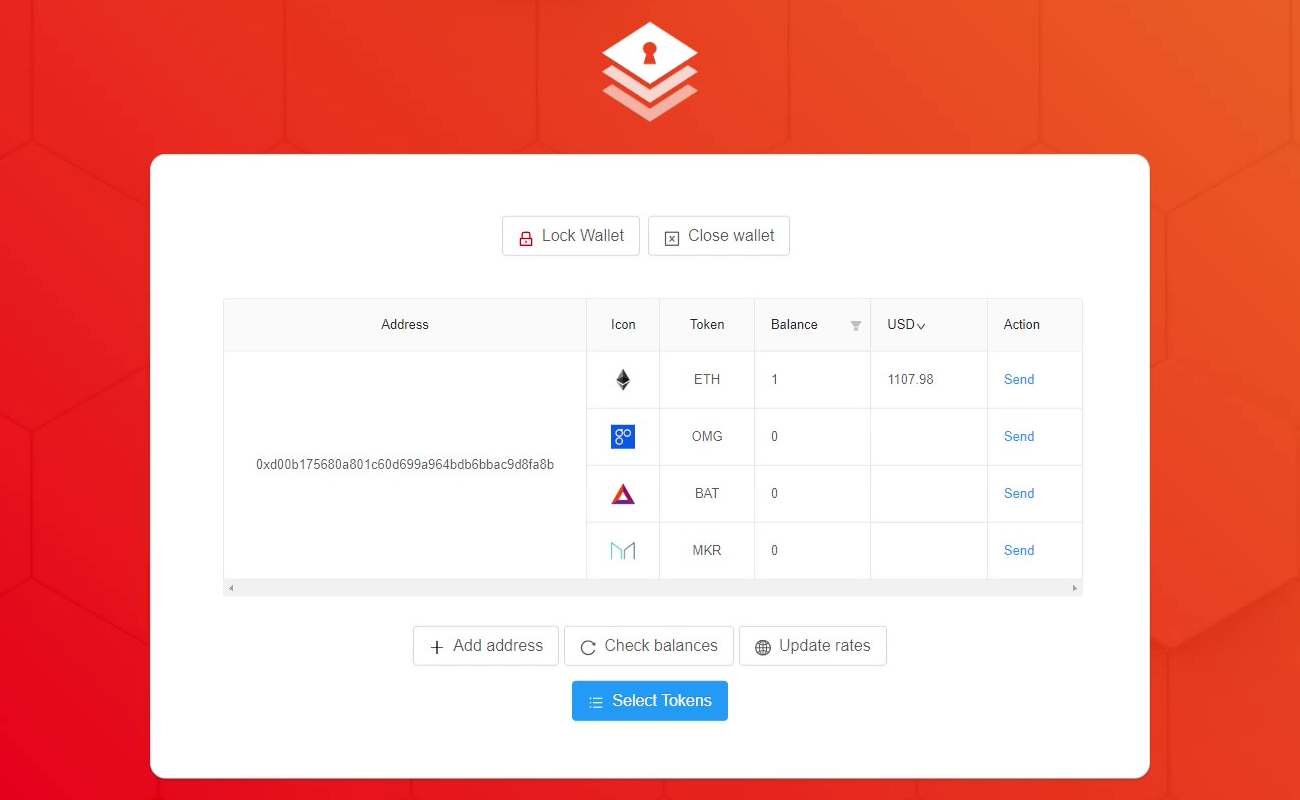 Lock Wallet Close wallet
Address Icon Token Balance USD Action
ETH 1 1107.98 Send
OMG 0 Send
0xd00b175680a801c60d699a964bdb6bbac9d8fa8b
BAT 0 Send
MKR 0 Send
Add address Check balances Update rates
Select Tokens